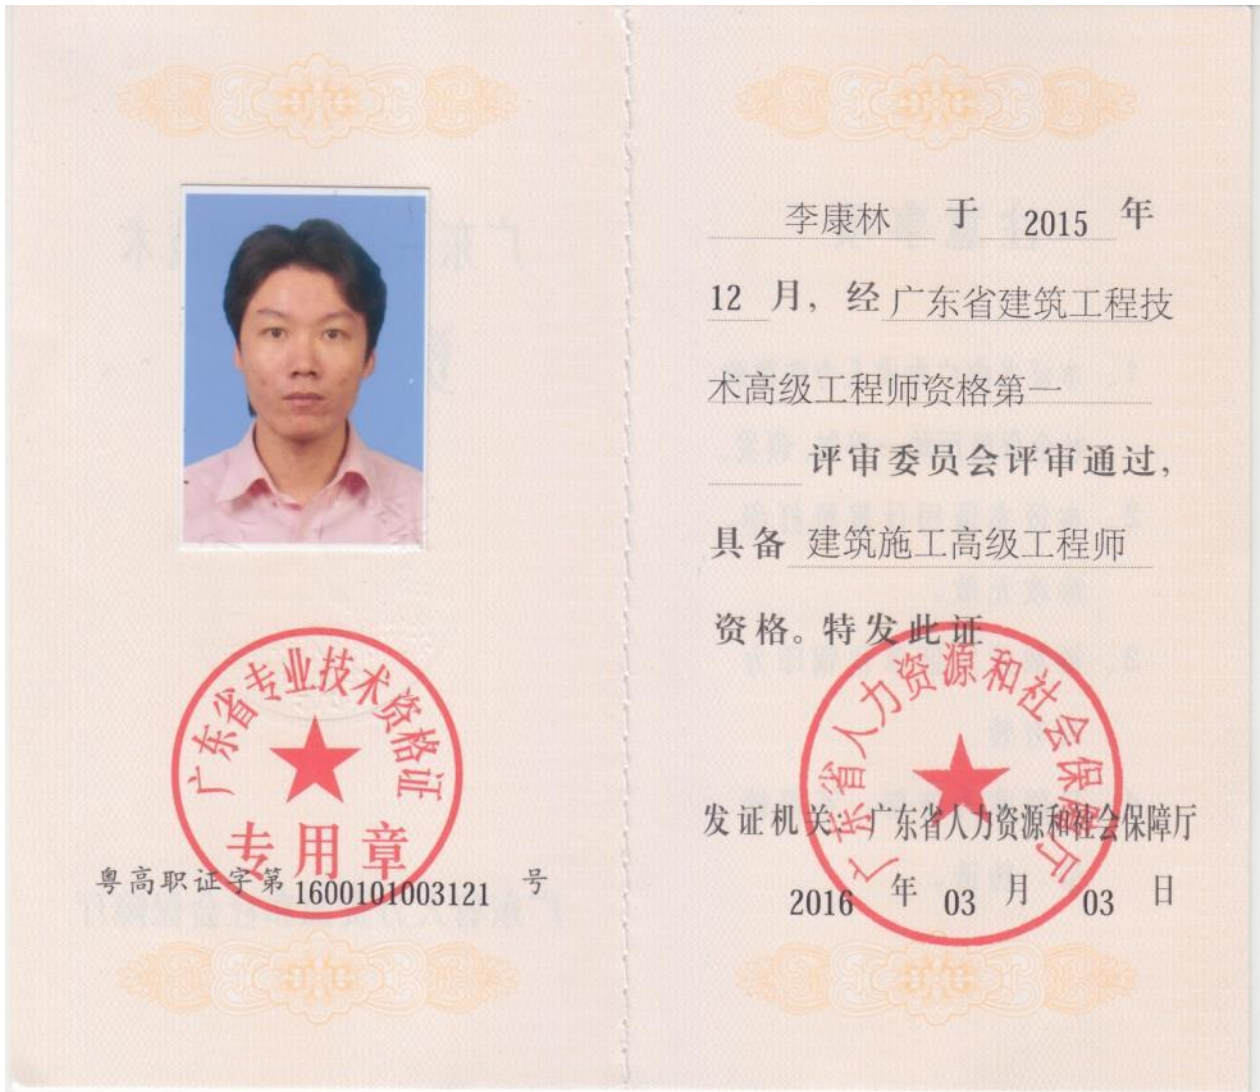 广东省专业技术资格证
专用章
粤高职证字第 1600101003121 号
李康林 于 2015 年
12 月，经 广东省建筑工程技
术高级工程师资格第一
评审委员会评审通过，
具备 建筑施工高级工程师
资格。特发此证
广东省人力资源和社会保障厅
发证机关：广东省人力资源和社会保障厅
2016 年 03 月 03 日